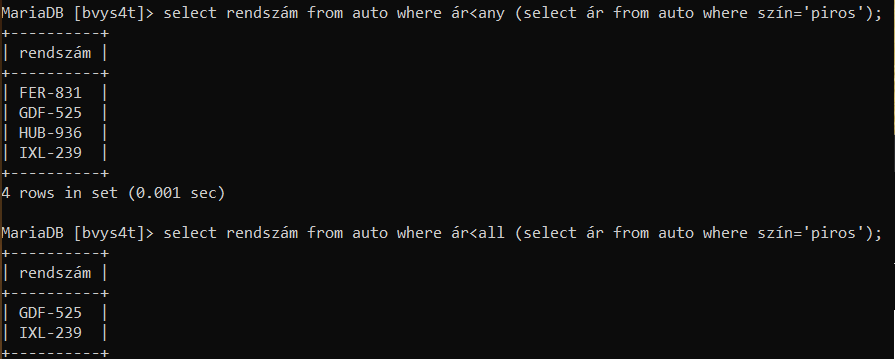 MariaDB [bvys4t]> select rendszám from auto where ár<any (select ár from auto where szín='piros');
+----------+
| rendszám |
+----------+
| FER-831  |
| GDF-525  |
| HUB-936  |
| IXL-239  |
+----------+
4 rows in set (0.001 sec)
MariaDB [bvys4t]> select rendszám from auto where ár<all (select ár from auto where szín='piros');
+----------+
| rendszám |
+----------+
| GDF-525  |
| IXL-239  |
+----------+